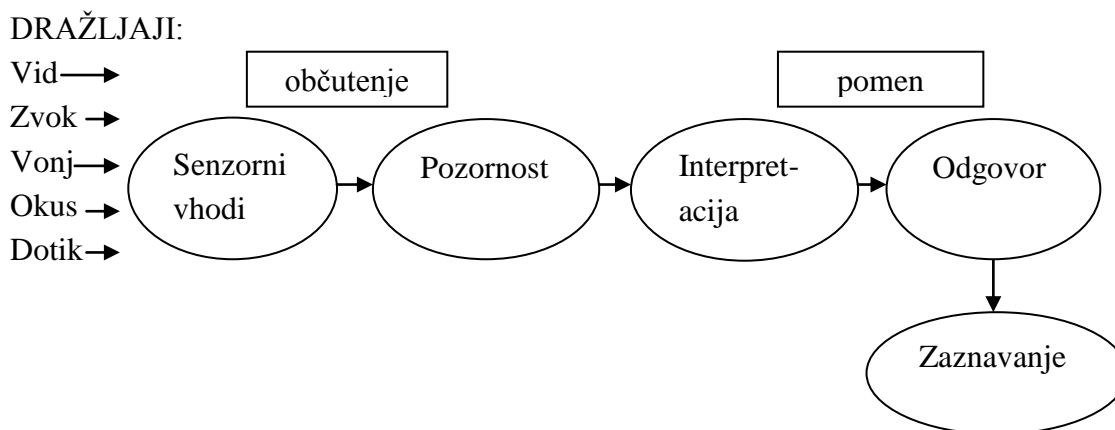 DRAŽLJAJI:
Vid
Zvok
Vonj
Okus
Dotik
občutenje
pomen
Senzorni
vhodi
Pozornost
Interpret-
acija
Odgovor
Zaznavanje